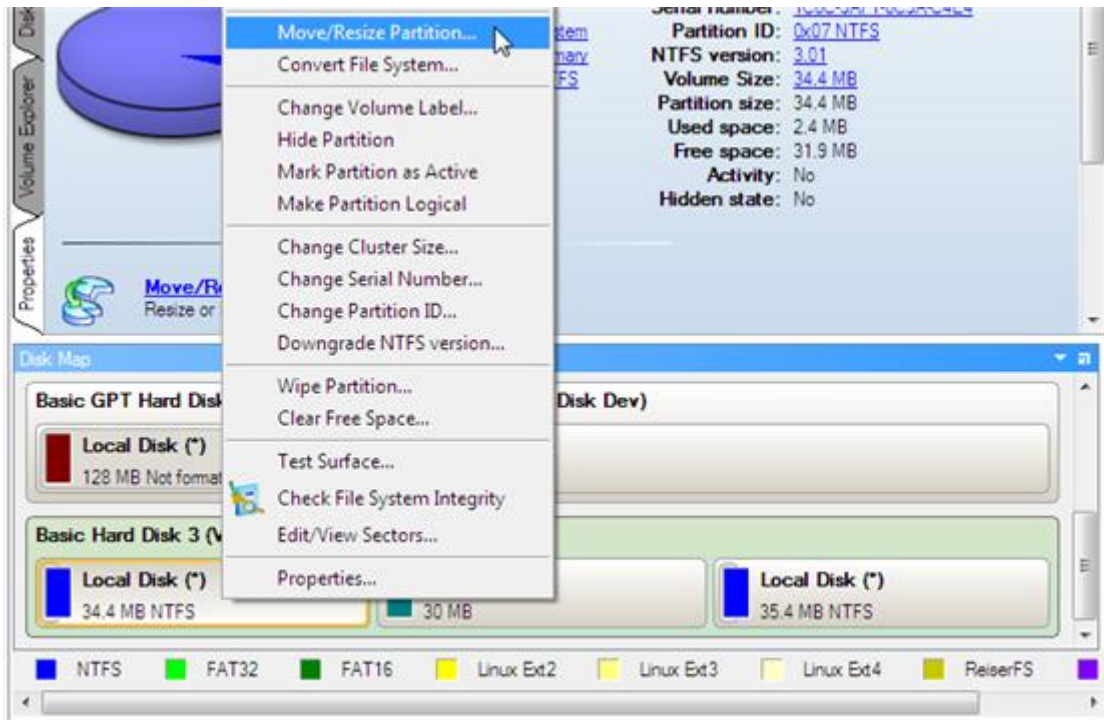 Disk
Volume Explorer
Properties
Serial number:
Move/Resize Partition...
Partition ID: 0x07 NTFS
Convert File System...
NTFS version: 3.01
Volume Size: 34.4 MB
Change Volume Label...
Partition size: 34.4 MB
Hide Partition
Used space: 2.4 MB
Mark Partition as Active
Free space: 31.9 MB
Make Partition Logical
Activity: No
Hidden state: No
Change Cluster Size...
Change Serial Number...
Move/Re
Change Partition ID...
Resize or
Downgrade NTFS version...
Disk Map
Wipe Partition...
Basic GPT Hard Disk
Disk Dev)
Clear Free Space...
Local Disk (*)
128 MB Not format
Test Surface...
Check File System Integrity
Basic Hard Disk 3 (V
Edit/View Sectors...
Properties...
Local Disk (*)
34.4 MB NTFS
30 MB
Local Disk (*)
35.4 MB NTFS
NTFS FAT32 FAT16 Linux Ext2 Linux Ext3 Linux Ext4 ReiserFS